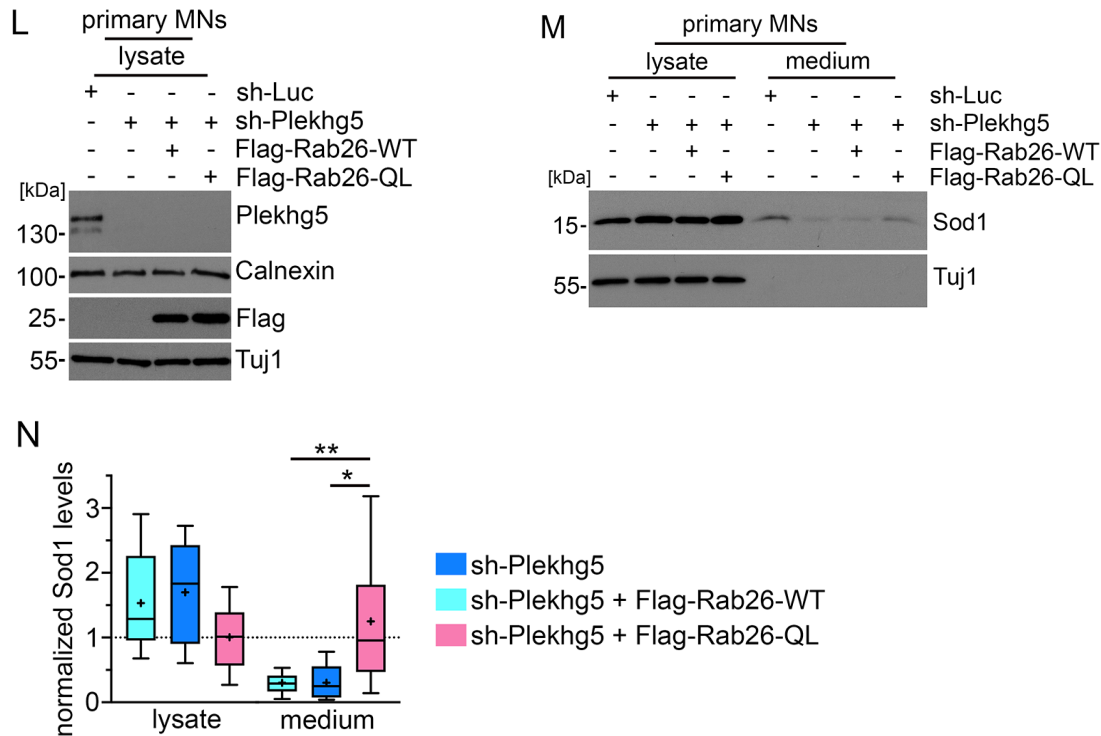 L
primary MNs
lysate
+ - - - sh-Luc
- + + + sh-Plekhg5
- - + - Flag-Rab26-WT
- - - + Flag-Rab26-QL
[kDa]
Plekhg5
130-
100- Calnexin
25- Flag
55- Tuj1
M
primary MNs
lysate medium
+ - - - + - - - sh-Luc
- + + + - + + + sh-Plekhg5
- - + - - - + - Flag-Rab26-WT
- - - + - - - + Flag-Rab26-QL
[kDa]
15- Sod1
55- Tuj1
N
normalized Sod1 levels
3
2
1
0
**
*
lysate medium
sh-Plekhg5
sh-Plekhg5 + Flag-Rab26-WT
sh-Plekhg5 + Flag-Rab26-QL